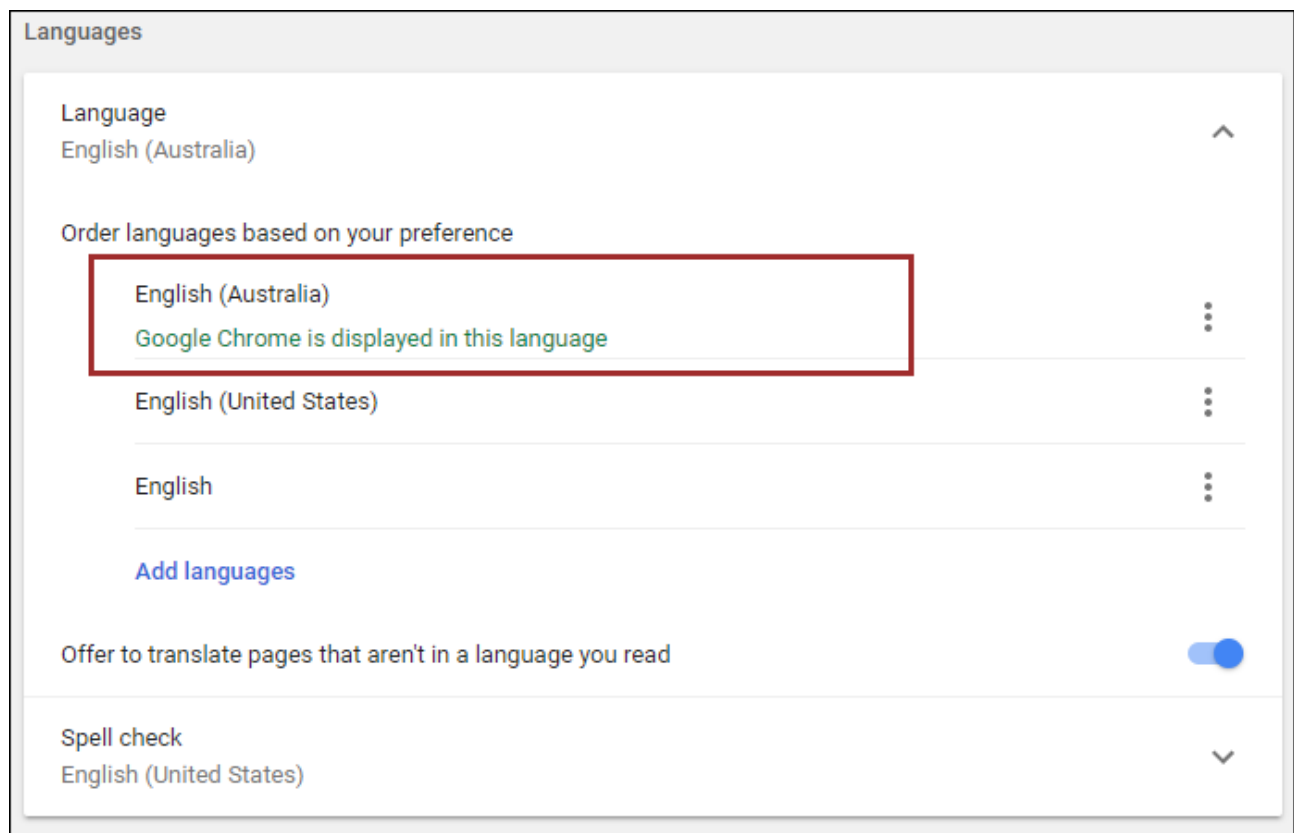 Languages
Language
English (Australia)
Order languages based on your preference
English (Australia)
Google Chrome is displayed in this language
English (United States)
English
Add languages
Offer to translate pages that aren't in a language you read
Spell check
English (United States)